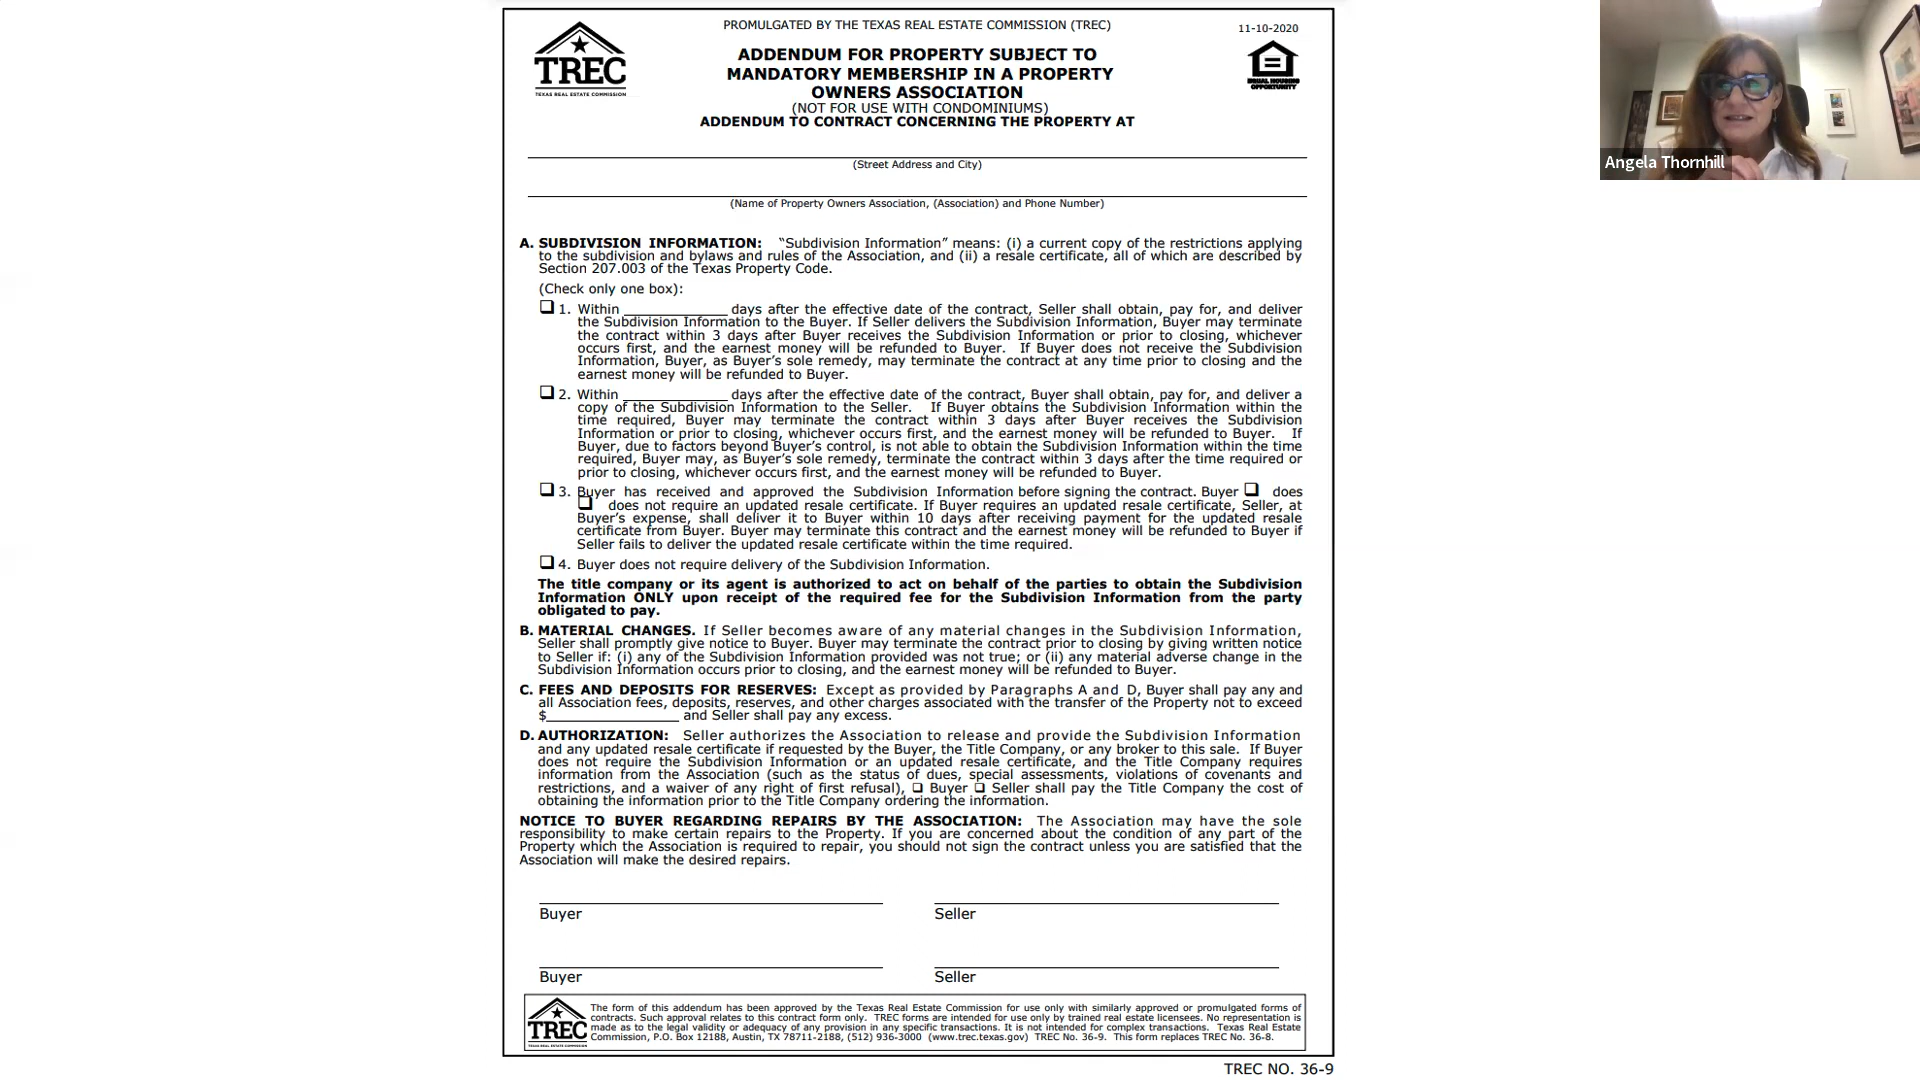 PROMULGATED BY THE TEXAS REAL ESTATE COMMISSION (TREC)
11-10-2020
TREC
TEXAS REAL ESTATE COMMISSION
EQUAL HOUSING
OPPORTUNITY
ADDENDUM FOR PROPERTY SUBJECT TO
MANDATORY MEMBERSHIP IN A PROPERTY
OWNERS ASSOCIATION
(NOT FOR USE WITH CONDOMINIUMS)
ADDENDUM TO CONTRACT CONCERNING THE PROPERTY AT
(Street Address and City)
(Name of Property Owners Association, (Association) and Phone Number)
A. SUBDIVISION INFORMATION: “Subdivision Information” means: (i) a current copy of the restrictions applying
to the subdivision and bylaws and rules of the Association, and (ii) a resale certificate, all of which are described by
Section 207.003 of the Texas Property Code.
(Check only one box):
1. Within ______________ days after the effective date of the contract, Seller shall obtain, pay for, and deliver
the Subdivision Information to the Buyer. If Seller delivers the Subdivision Information, Buyer may terminate
the contract within 3 days after Buyer receives the Subdivision Information or prior to closing, whichever
occurs first, and the earnest money will be refunded to Buyer. If Buyer does not receive the Subdivision
Information, Buyer, as Buyer’s sole remedy, may terminate the contract at any time prior to closing and the
earnest money will be refunded to Buyer.
2. Within ______________ days after the effective date of the contract, Buyer shall obtain, pay for, and deliver a
copy of the Subdivision Information to the Seller. If Buyer obtains the Subdivision Information within the
time required, Buyer may terminate the contract within 3 days after Buyer receives the Subdivision
Information or prior to closing, whichever occurs first, and the earnest money will be refunded to Buyer. If
Buyer, due to factors beyond Buyer’s control, is not able to obtain the Subdivision Information within the time
required, Buyer may, as Buyer’s sole remedy, terminate the contract within 3 days after the time required or
prior to closing, whichever occurs first, and the earnest money will be refunded to Buyer.
3. Buyer has received and approved the Subdivision Information before signing the contract. Buyer does
does not require an updated resale certificate. If Buyer requires an updated resale certificate, Seller, at
Buyer’s expense, shall deliver it to Buyer within 10 days after receiving payment for the updated resale
certificate from Buyer. Buyer may terminate this contract and the earnest money will be refunded to Buyer if
Seller fails to deliver the updated resale certificate within the time required.
4. Buyer does not require delivery of the Subdivision Information.
The title company or its agent is authorized to act on behalf of the parties to obtain the Subdivision
Information ONLY upon receipt of the required fee for the Subdivision Information from the party
obligated to pay.
B. MATERIAL CHANGES. If Seller becomes aware of any material changes in the Subdivision Information,
Seller shall promptly give notice to Buyer. Buyer may terminate the contract prior to closing by giving written notice
to Seller if: (i) any of the Subdivision Information provided was not true; or (ii) any material adverse change in the
Subdivision Information occurs prior to closing, and the earnest money will be refunded to Buyer.
C. FEES AND DEPOSITS FOR RESERVES: Except as provided by Paragraphs A and D, Buyer shall pay any and
all Association fees, deposits, reserves, and other charges associated with the transfer of the Property not to exceed
$__________________ and Seller shall pay any excess.
D. AUTHORIZATION: Seller authorizes the Association to release and provide the Subdivision Information
and any updated resale certificate if requested by the Buyer, the Title Company, or any broker to this sale. If Buyer
does not require the Subdivision Information or an updated resale certificate, and the Title Company requires
information from the Association (such as the status of dues, special assessments, violations of covenants and
restrictions, and a waiver of any right of first refusal), Buyer Seller shall pay the Title Company the cost of
obtaining the information prior to the Title Company ordering the information.
NOTICE TO BUYER REGARDING REPAIRS BY THE ASSOCIATION: The Association may have the sole
responsibility to make certain repairs to the Property. If you are concerned about the condition of any part of the
Property which the Association is required to repair, you should not sign the contract unless you are satisfied that the
Association will make the desired repairs.
Buyer
Seller
Buyer
Seller
TREC
TEXAS REAL ESTATE COMMISSION
The form of this addendum has been approved by the Texas Real Estate Commission for use only with similarly approved or promulgated forms of
contracts. Such approval relates to this contract form only. TREC forms are intended for use only by trained real estate licensees. No representation is
made as to the legal validity or adequacy of any provision in any specific transactions. It is not intended for complex transactions. Texas Real Estate
Commission, P.O. Box 12188, Austin, TX 78711-2188, (512) 936-3000 (www.trec.texas.gov) TREC No. 36-9. This form replaces TREC No. 36-8.
TREC NO. 36-9
Angela Thornhill